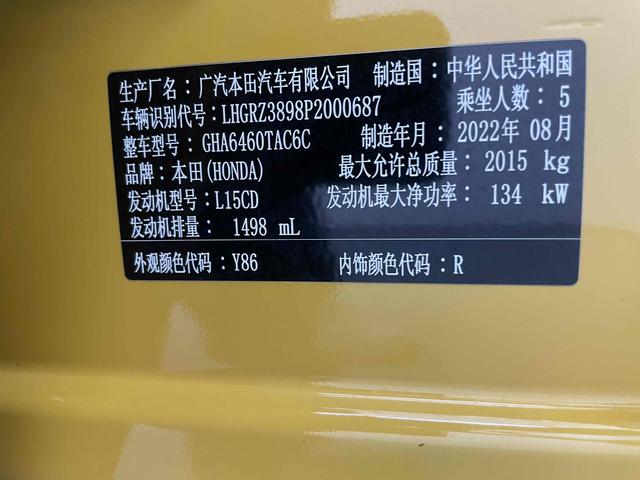 生产厂名：广汽本田汽车有限公司 制造国：中华人民共和国
车辆识别代号：LHGRZ3898P2000687 乘坐人数：5
整车型号：GHA6460TAC6C 制造年月：2022年 08月
品牌：本田(HONDA) 最大允许总质量：2015 kg
发动机型号：L15CD 发动机最大净功率：134 kW
发动机排量：1498 mL
外观颜色代码：Y86 内饰颜色代码：R